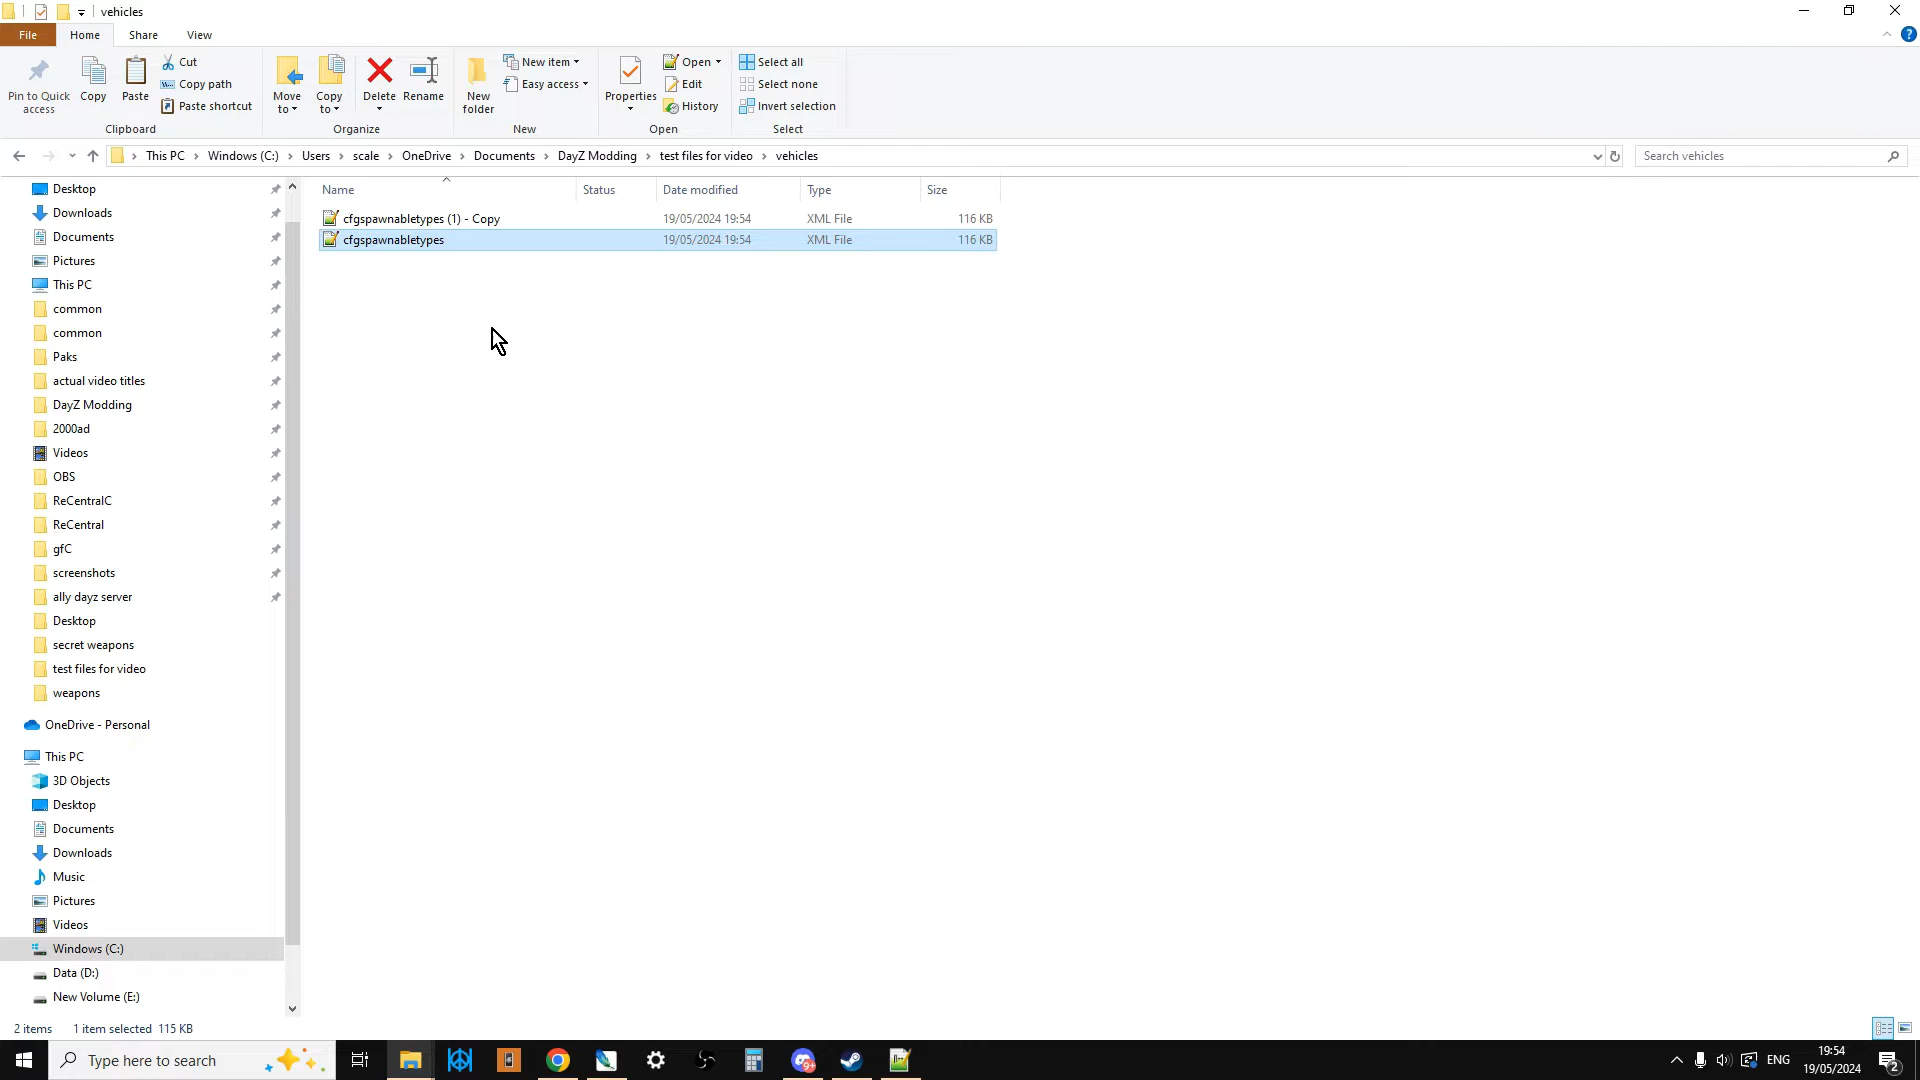 vehicles
File Home Share View
Pin to Quick access
Copy
Paste
Cut
Copy path
Paste shortcut
Clipboard
Move to
Copy to
Delete
Rename
Organize
New folder
New item
Easy access
New
Properties
Open
Edit
History
Open
Select all
Select none
Invert selection
Select
This PC › Windows (C:) › Users › scale › OneDrive › Documents › DayZ Modding › test files for video › vehicles
Search vehicles
Desktop
Downloads
Documents
Pictures
This PC
common
common
Paks
actual video titles
DayZ Modding
2000ad
Videos
OBS
ReCentralC
ReCentral
gfC
screenshots
ally dayz server
Desktop
secret weapons
test files for video
weapons
OneDrive - Personal
This PC
3D Objects
Desktop
Documents
Downloads
Music
Pictures
Videos
Windows (C:)
Data (D:)
New Volume (E:)
Name Status Date modified Type Size
cfgspawnabletypes (1) - Copy 19/05/2024 19:54 XML File 116 KB
cfgspawnabletypes 19/05/2024 19:54 XML File 116 KB
2 items 1 item selected 115 KB
Type here to search
9+
ENG
19:54
19/05/2024
2